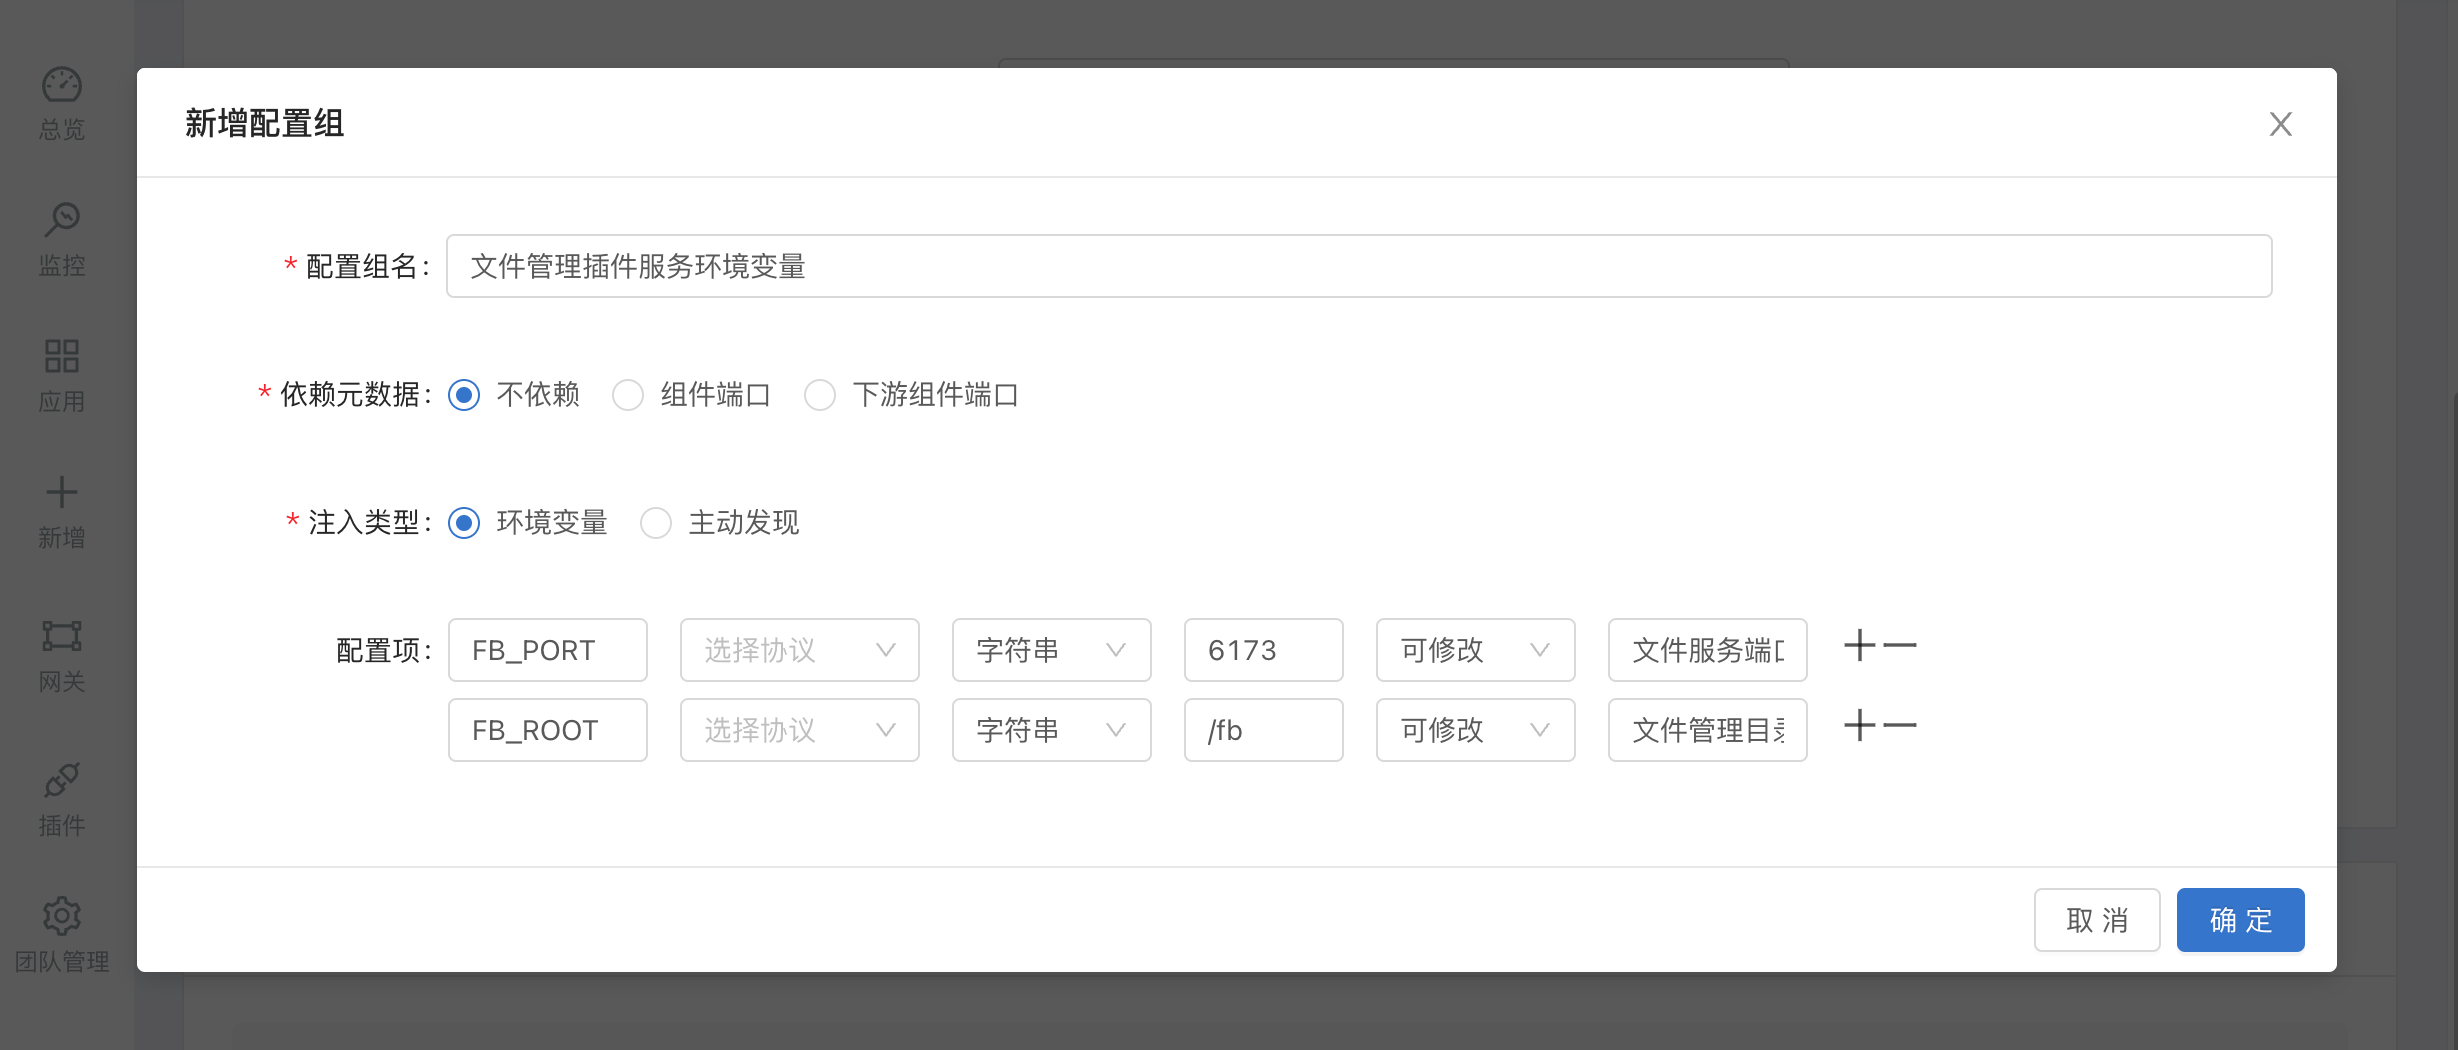 总览
监控
应用
新增
网关
插件
团队管理
新增配置组
* 配置组名: 文件管理插件服务环境变量
* 依赖元数据: 不依赖 组件端口 下游组件端口
* 注入类型: 环境变量 主动发现
配置项: FB_PORT 选择协议 字符串 6173 可修改 文件服务端口
FB_ROOT 选择协议 字符串 /fb 可修改 文件管理目录
取 消 确 定